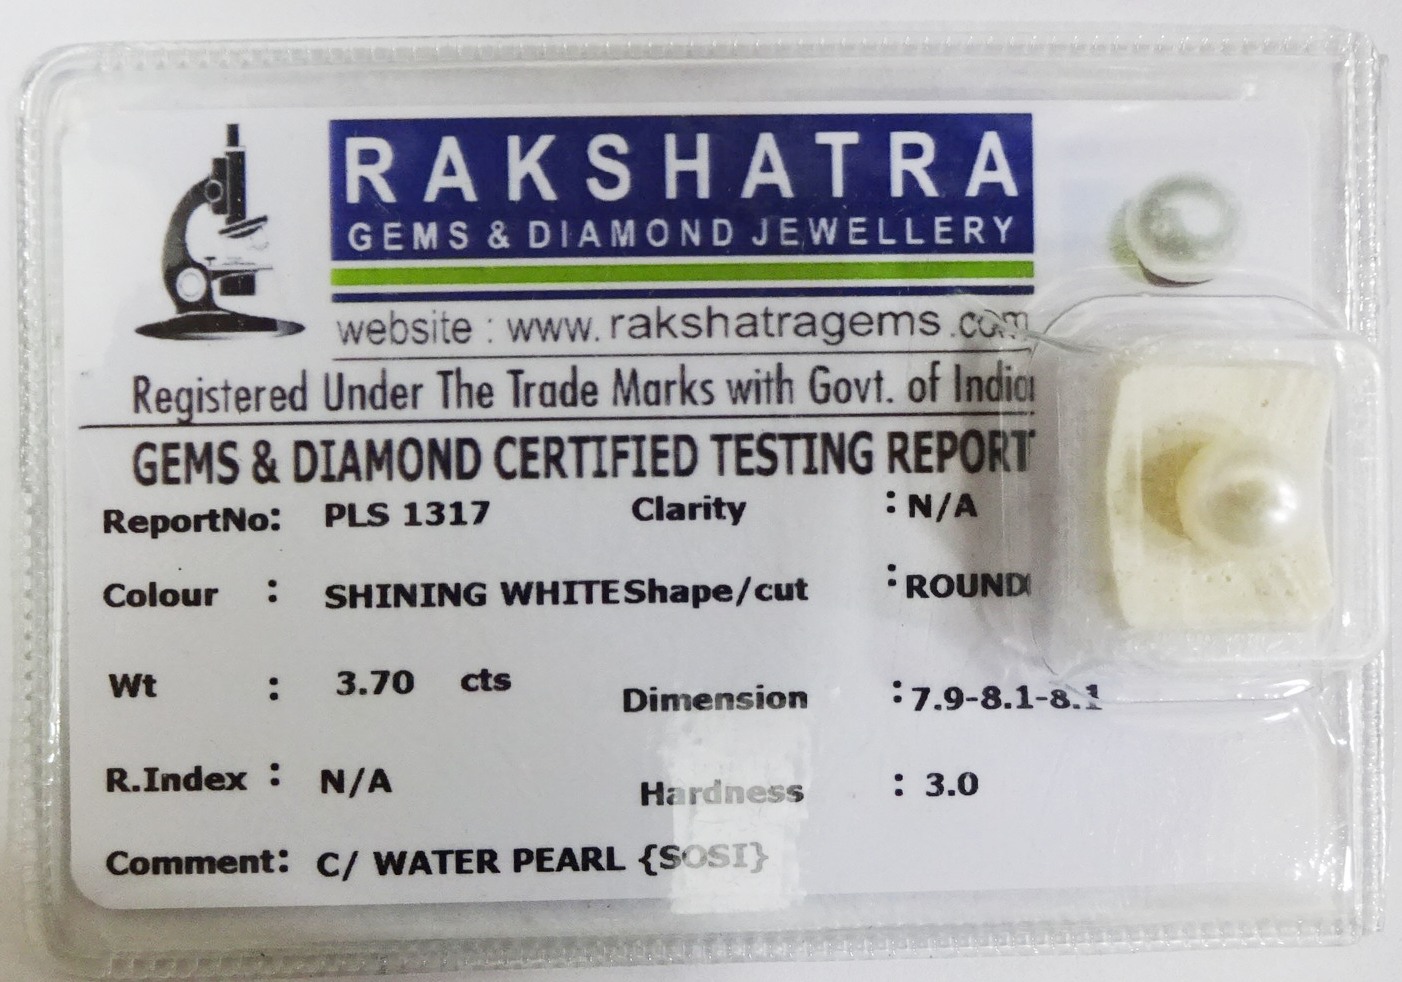 RAKSHATRA
GEMS & DIAMOND JEWELLERY
website : www. rakshatragems .com
Registered Under The Trade Marks with Govt. of India
GEMS & DIAMOND CERTIFIED TESTING REPORT
ReportNo: PLS 1317 Clarity : N/A
Colour : SHINING WHITE Shape/cut : ROUND
Wt : 3.70 cts Dimension : 7.9-8.1-8.1
R.Index : N/A Hardness : 3.0
Comment: C/ WATER PEARL {SOSI}